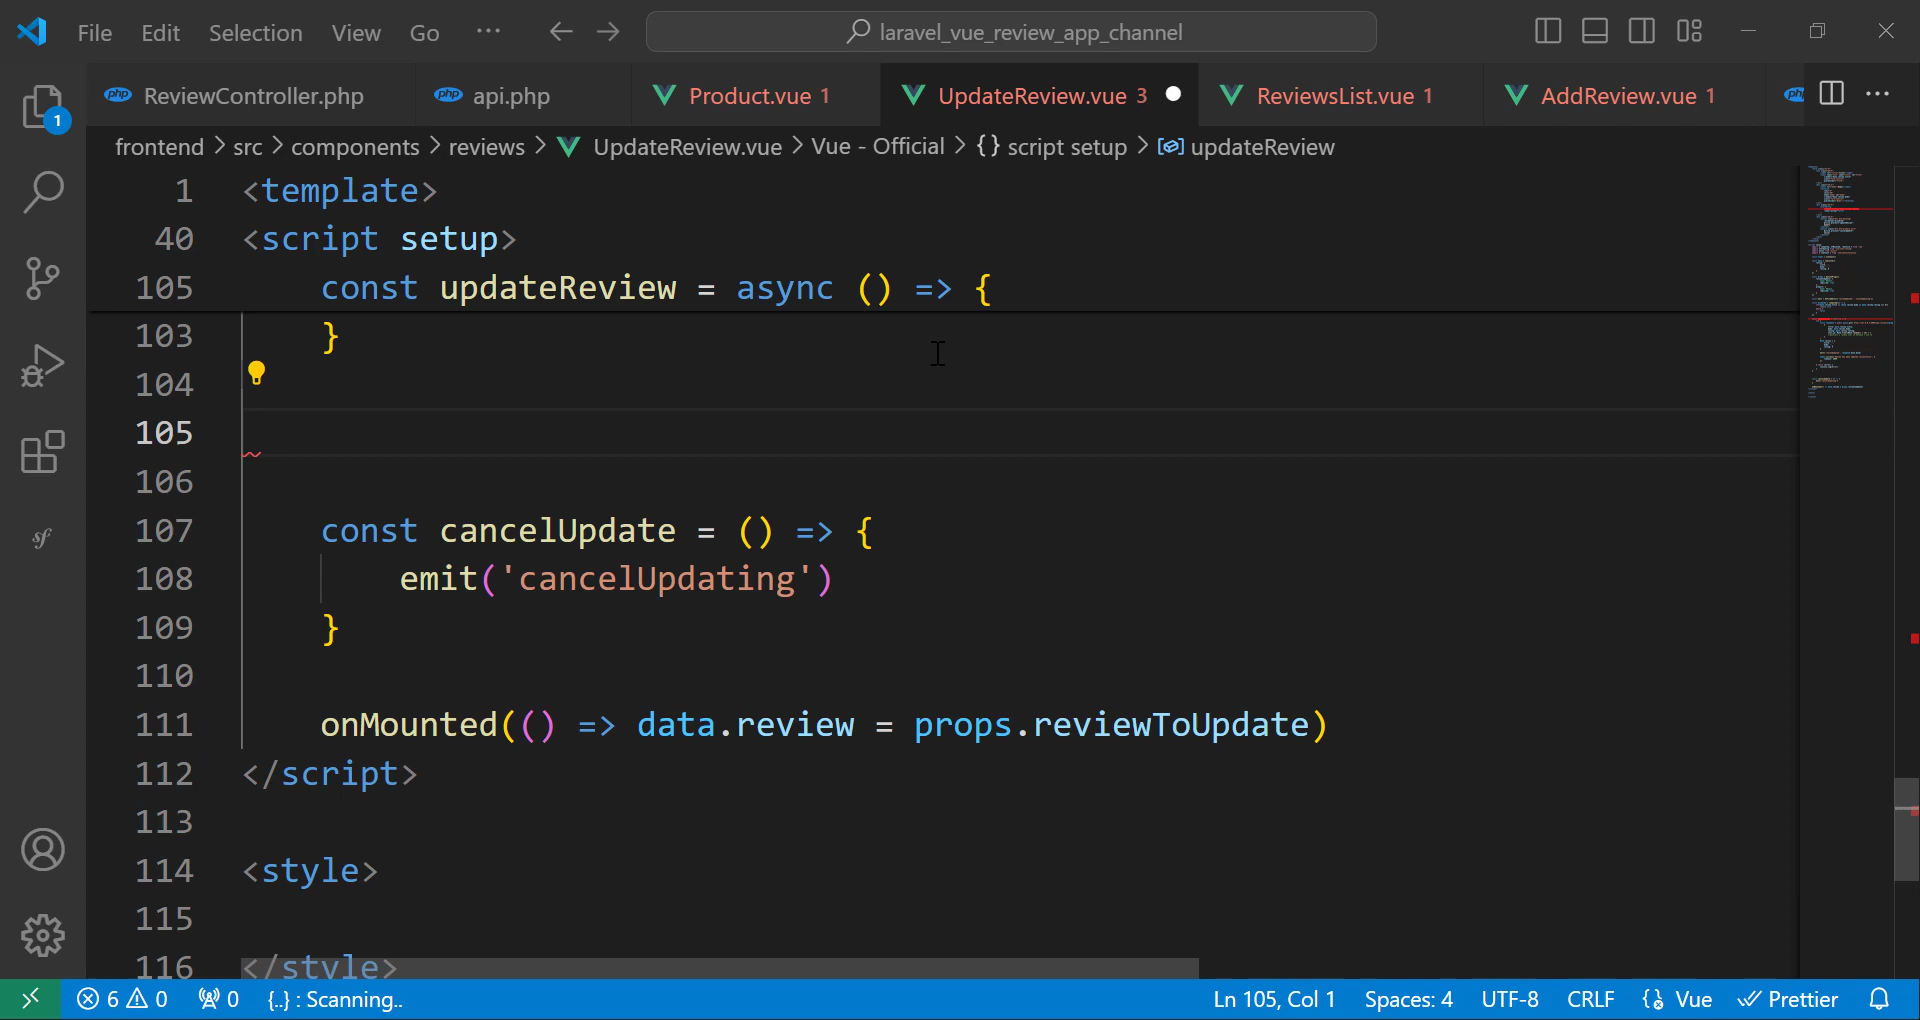 File Edit Selection View Go ··· laravel_vue_review_app_channel
php ReviewController.php php api.php Product.vue 1 UpdateReview.vue 3 ReviewsList.vue 1 AddReview.vue 1
frontend > src > components > reviews > UpdateReview.vue > Vue - Official > {} script setup > updateReview
1 <template>
40 <script setup>
105 const updateReview = async () => {
103 }
104
105
106
107 const cancelUpdate = () => {
108 emit('cancelUpdating')
109 }
110
111 onMounted(() => data.review = props.reviewToUpdate)
112 </script>
113
114 <style>
115
116 </style>
1
6 0 0 {..} : Scanning.. Ln 105, Col 1 Spaces: 4 UTF-8 CRLF Vue Prettier